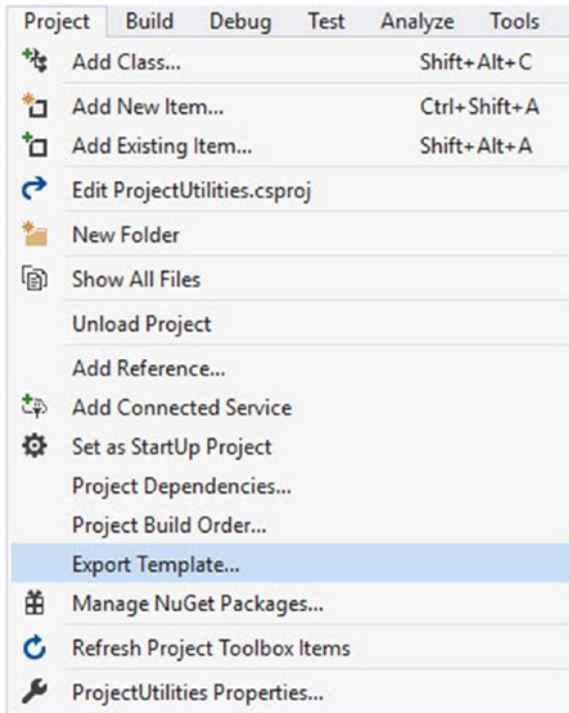 Project Build Debug Test Analyze Tools
Add Class... Shift+Alt+C
Add New Item... Ctrl+Shift+A
Add Existing Item... Shift+Alt+A
Edit ProjectUtilities.csproj
New Folder
Show All Files
Unload Project
Add Reference...
Add Connected Service
Set as StartUp Project
Project Dependencies...
Project Build Order...
Export Template...
Manage NuGet Packages...
Refresh Project Toolbox Items
ProjectUtilities Properties...